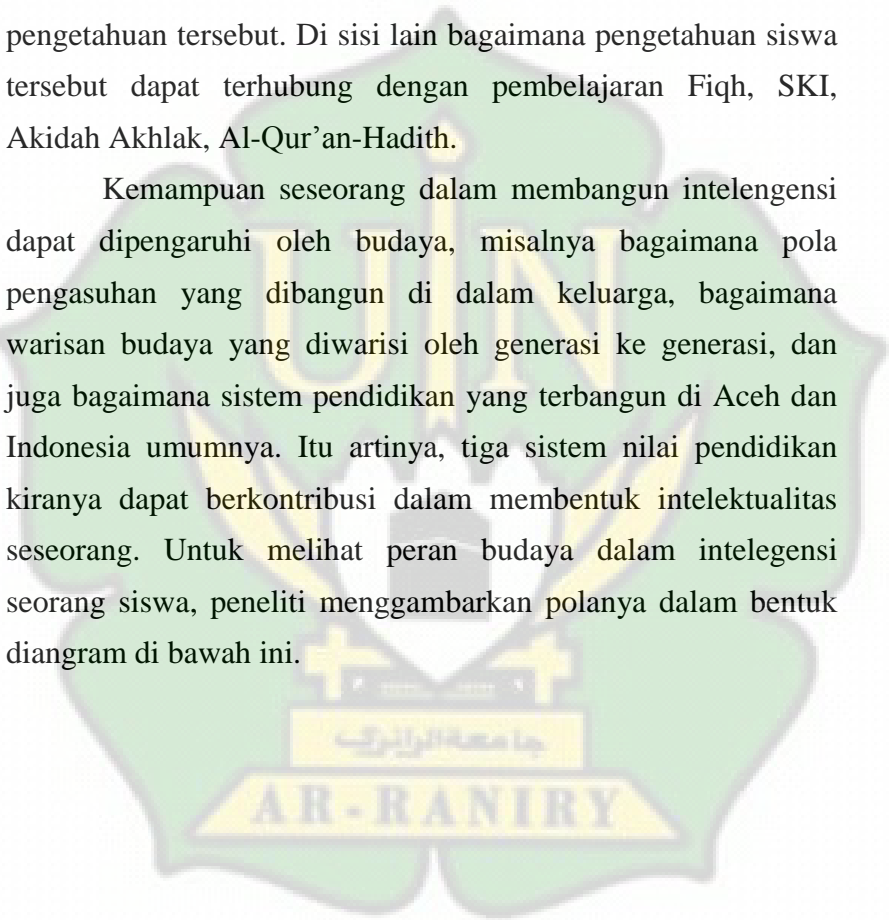 pengetahuan tersebut. Di sisi lain bagaimana pengetahuan siswa
tersebut dapat terhubung dengan pembelajaran Fiqh, SKI,
Akidah Akhlak, Al-Qur’an-Hadith.
Kemampuan seseorang dalam membangun intelengensi
dapat dipengaruhi oleh budaya, misalnya bagaimana pola
pengasuhan yang dibangun di dalam keluarga, bagaimana
warisan budaya yang diwarisi oleh generasi ke generasi, dan
juga bagaimana sistem pendidikan yang terbangun di Aceh dan
Indonesia umumnya. Itu artinya, tiga sistem nilai pendidikan
kiranya dapat berkontribusi dalam membentuk intelektualitas
seseorang. Untuk melihat peran budaya dalam intelegensi
seorang siswa, peneliti menggambarkan polanya dalam bentuk
diangram di bawah ini.
UIN
جامعة الرانري
AR-RANIRY